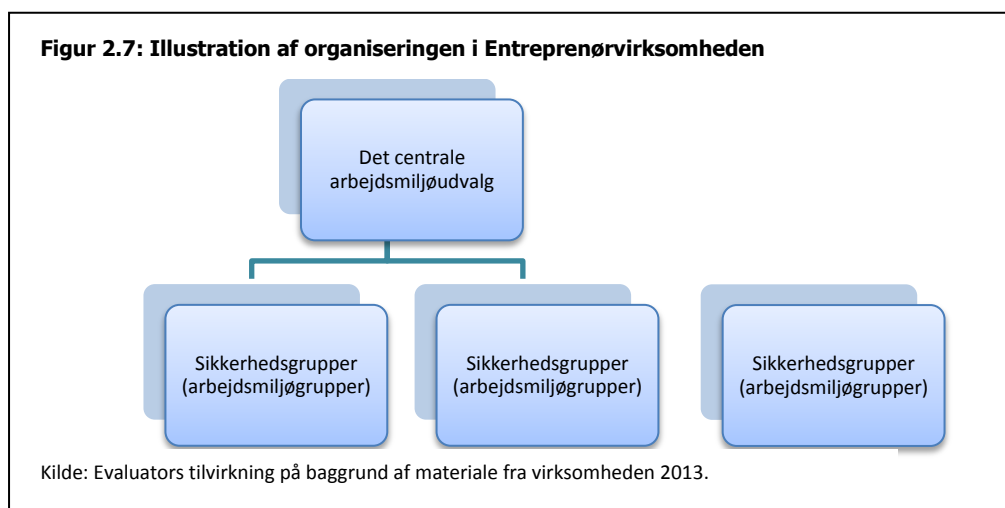 Figur 2.7: Illustration af organiseringen i Entreprenørvirksomheden
Det centrale
arbejdsmiljøudvalg
Sikkerhedsgrupper
(arbejdsmiljøgrupper)
Sikkerhedsgrupper
(arbejdsmiljøgrupper)
Sikkerhedsgrupper
(arbejdsmiljøgrupper)
Kilde: Evaluators tilvirkning på baggrund af materiale fra virksomheden 2013.